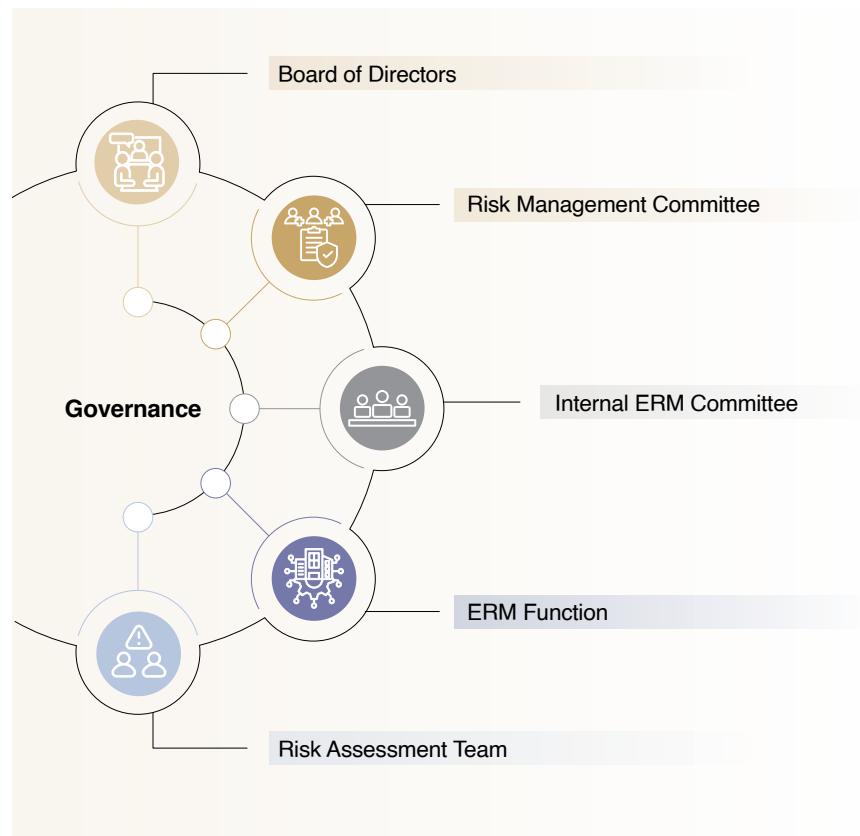 Board of Directors
Risk Management Committee
Governance
Internal ERM Committee
ERM Function
Risk Assessment Team